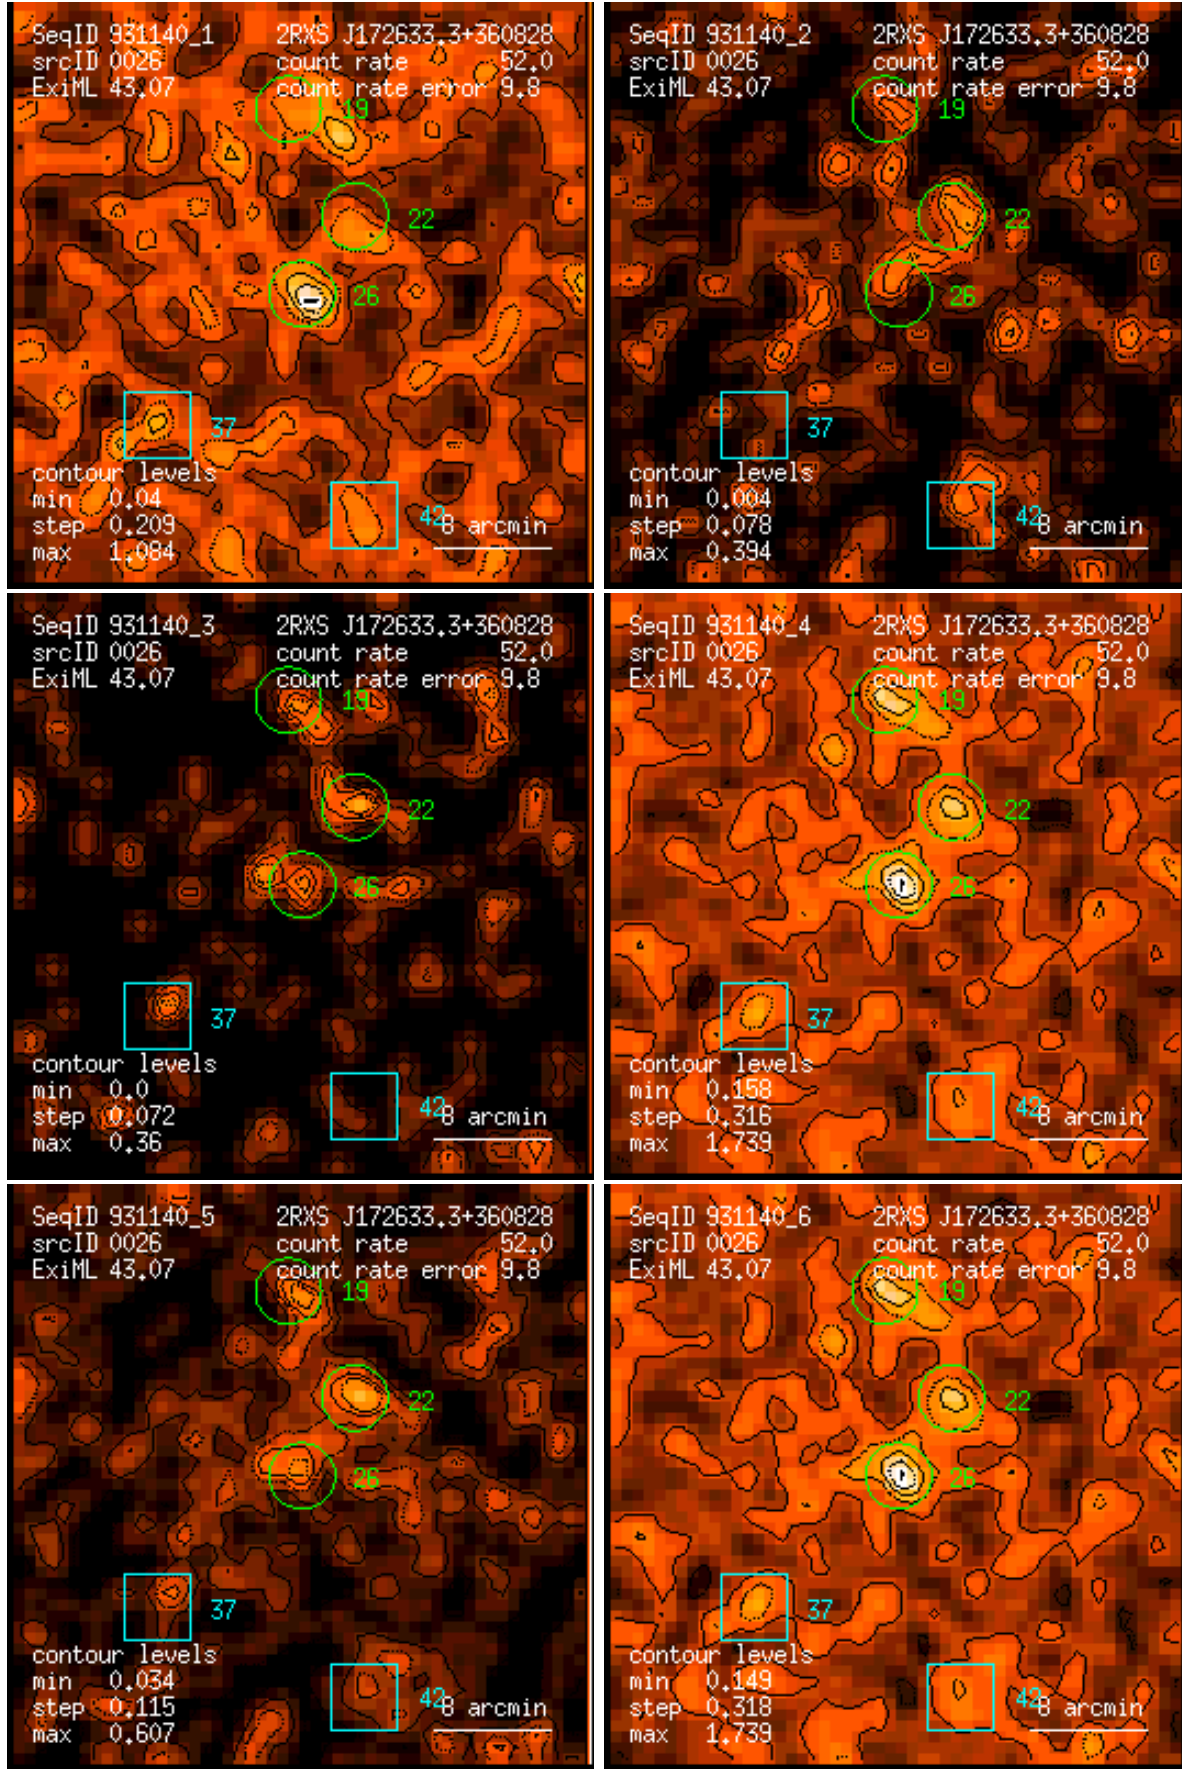 SeqID 931140_1 2RXS J172633.3+360828
srcID 0026 count rate 52.0
ExiML 43.07 count rate error 9.8
19
22
26
37
contour levels
min 0.04
step 0.209
max 1.084
42
8 arcmin
SeqID 931140_2 2RXS J172633.3+360828
srcID 0026 count rate 52.0
ExiML 43.07 count rate error 9.8
19
22
26
37
contour levels
min 0.004
step 0.078
max 0.394
42
8 arcmin
SeqID 931140_3 2RXS J172633.3+360828
srcID 0026 count rate 52.0
ExiML 43.07 count rate error 9.8
19
22
26
37
contour levels
min 0.0
step 0.072
max 0.36
42
8 arcmin
SeqID 931140_4 2RXS J172633.3+360828
srcID 0026 count rate 52.0
ExiML 43.07 count rate error 9.8
19
22
26
37
contour levels
min 0.158
step 0.316
max 1.739
42
8 arcmin
SeqID 931140_5 2RXS J172633.3+360828
srcID 0026 count rate 52.0
ExiML 43.07 count rate error 9.8
19
22
26
37
contour levels
min 0.034
step 0.115
max 0.607
42
8 arcmin
SeqID 931140_6 2RXS J172633.3+360828
srcID 0026 count rate 52.0
ExiML 43.07 count rate error 9.8
19
22
26
37
contour levels
min 0.149
step 0.318
max 1.739
42
8 arcmin